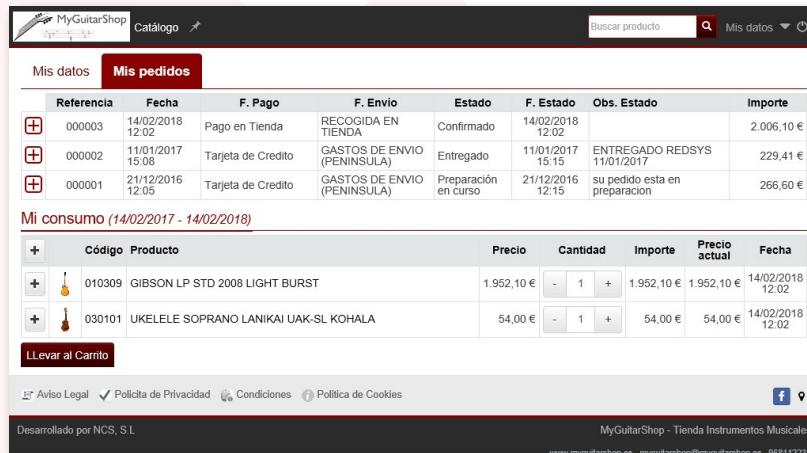 MyGuitarShop
Catálogo
Buscar producto
Mis datos
Mis datos
Mis pedidos
Referencia Fecha F. Pago F. Envío Estado F. Estado Obs. Estado Importe
000003 14/02/2018 12:02 Pago en Tienda RECOGIDA EN TIENDA Confirmado 14/02/2018 12:02 2.006,10 €
000002 11/01/2017 15:08 Tarjeta de Credito GASTOS DE ENVIO (PENINSULA) Entregado 11/01/2017 15:15 ENTREGADO REDSYS 11/01/2017 229,41 €
000001 21/12/2016 12:05 Tarjeta de Credito GASTOS DE ENVIO (PENINSULA) Preparación en curso 21/12/2016 12:15 su pedido esta en preparacion 266,60 €
Mi consumo (14/02/2017 - 14/02/2018)
+ Código Producto Precio Cantidad Importe Precio actual Fecha
+ 010309 GIBSON LP STD 2008 LIGHT BURST 1.952,10 € - 1 + 1.952,10 € 1.952,10 € 14/02/2018 12:02
+ 030101 UKELELE SOPRANO LANIKAI UAK-SL KOHALA 54,00 € - 1 + 54,00 € 54,00 € 14/02/2018 12:02
LLevar al Carrito
Aviso Legal Policita de Privacidad Condiciones Politica de Cookies
Desarrollado por NCS, S.L MyGuitarShop - Tienda Instrumentos Musicale